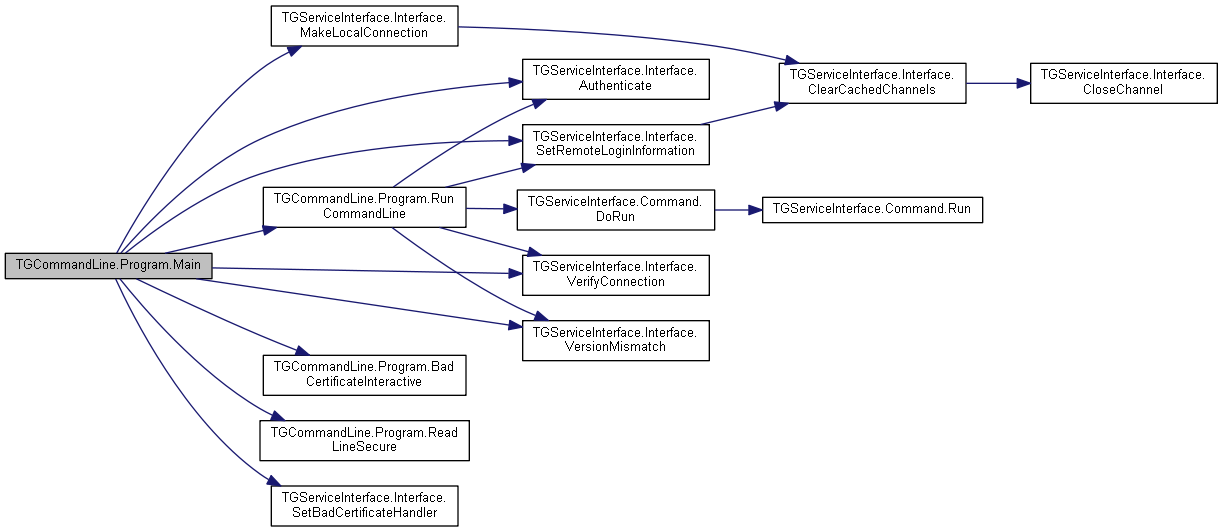 TGServiceInterface.Interface.
MakeLocalConnection
TGServiceInterface.Interface.
Authenticate
TGServiceInterface.Interface.
ClearCachedChannels
TGServiceInterface.Interface.
CloseChannel
TGServiceInterface.Interface.
SetRemoteLoginInformation
TGCommandLine.Program.Run
CommandLine
TGServiceInterface.Command.
DoRun
TGServiceInterface.Command.Run
TGCommandLine.Program.Main
TGServiceInterface.Interface.
VerifyConnection
TGServiceInterface.Interface.
VersionMismatch
TGCommandLine.Program.Bad
CertificateInteractive
TGCommandLine.Program.Read
LineSecure
TGServiceInterface.Interface.
SetBadCertificateHandler